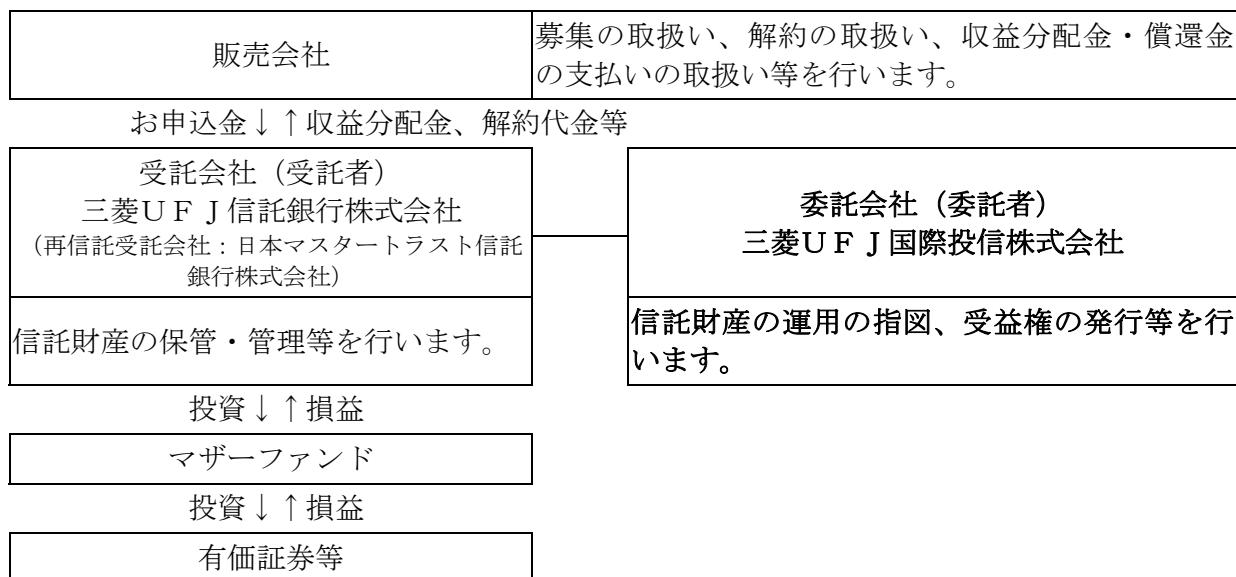 販売会社
募集の取扱い、解約の取扱い、収益分配金・償還金
の支払いの取扱い等を行います。
お申込金↓↑収益分配金、解約代金等
受託会社（受託者）
三菱ＵＦＪ信託銀行株式会社
（再信託受託会社：日本マスタートラスト信託
銀行株式会社）
委託会社（委託者）
三菱ＵＦＪ国際投信株式会社
信託財産の保管・管理等を行います。
信託財産の運用の指図、受益権の発行等を行
います。
投資↓↑損益
マザーファンド
投資↓↑損益
有価証券等